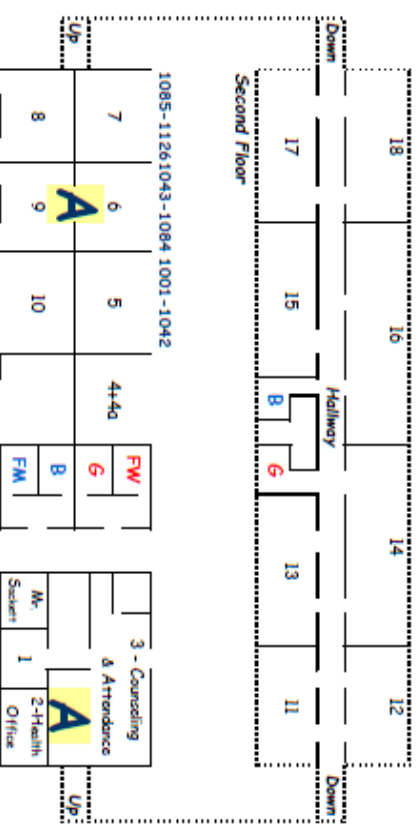 18 16 14 12
Down Hallway Down
17 15 B G 13 11
Second Floor
1085-1126 1043-1084 1001-1042
FW
3 - Counseling
& Attendance
7 6 5 4+4a G
Up A A Up
B
8 9 10
FM
Mr.
Sackett
1
2-Health
Office